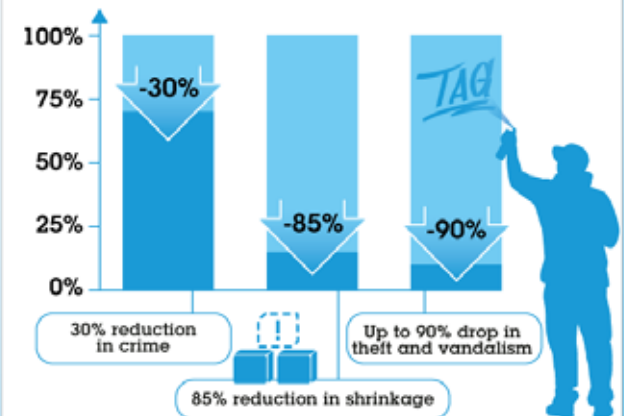 100%
75%
50%
25%
0%
-30%
-85%
-90%
TAG
30% reduction
in crime
!
Up to 90% drop in
theft and vandalism
85% reduction in shrinkage